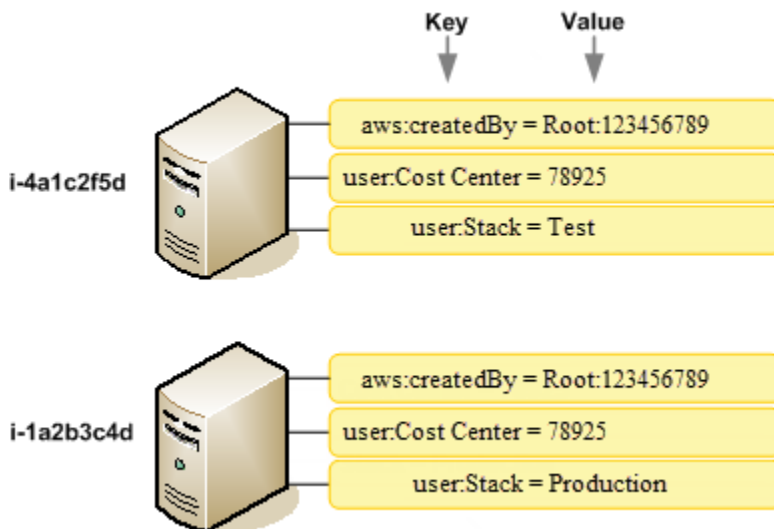 Key Value
aws:createdBy = Root:123456789
i-4a1c2f5d
user:Cost Center = 78925
user:Stack = Test
aws:createdBy = Root:123456789
i-1a2b3c4d
user:Cost Center = 78925
user:Stack = Production